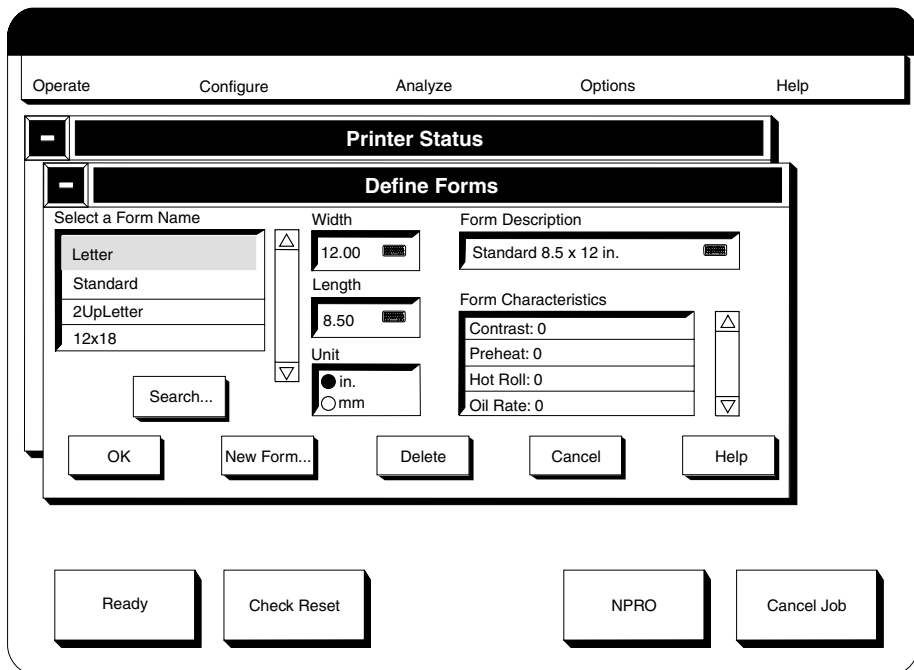 Operate Configure Analyze Options Help
Printer Status
Define Forms
Select a Form Name
Letter
Standard
2UpLetter
12x18
Search...
Width
12.00
Length
8.50
Unit
in.
mm
Form Description
Standard 8.5 x 12 in.
Form Characteristics
Contrast: 0
Preheat: 0
Hot Roll: 0
Oil Rate: 0
OK New Form... Delete Cancel Help
Ready Check Reset NPRO Cancel Job